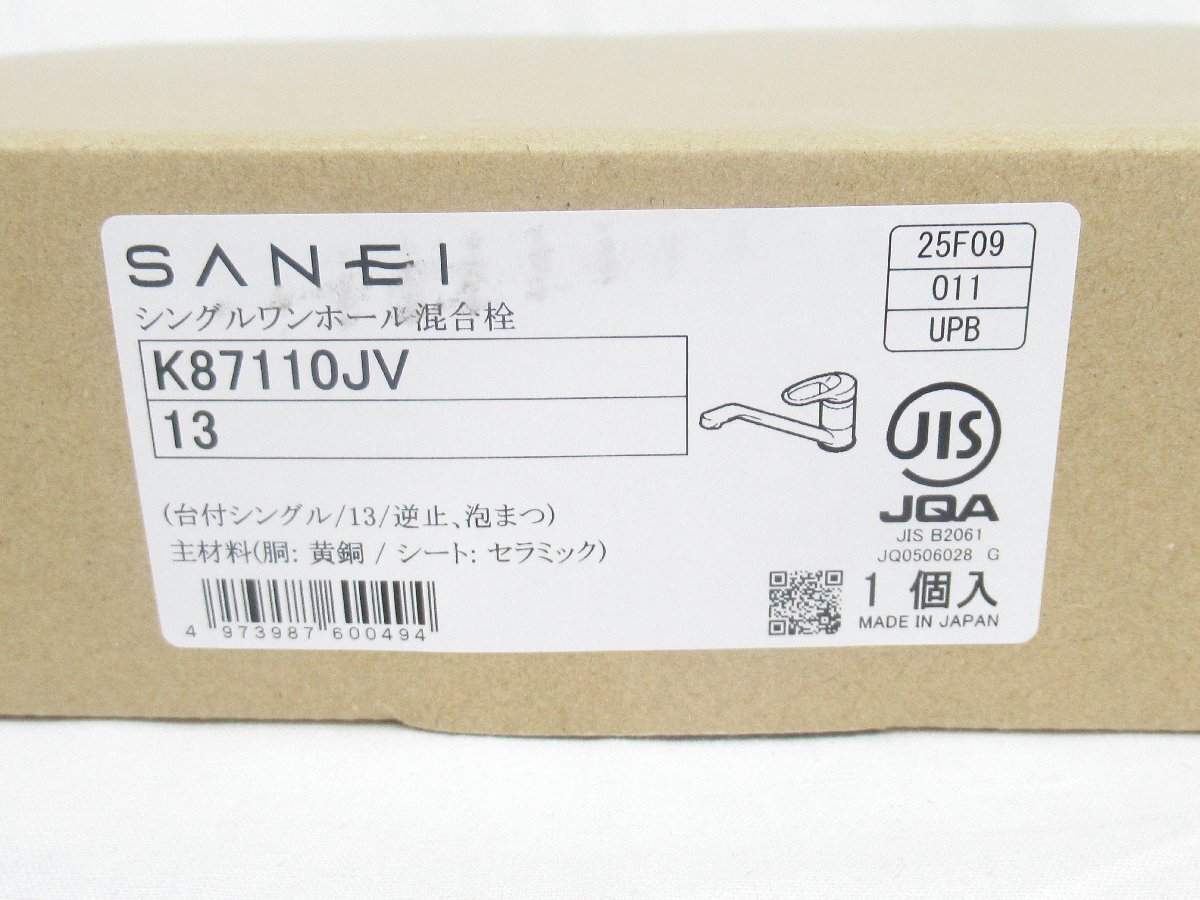 SANEI
シングルワンホール混合栓
K87110JV
13
25F09
011
UPB
(台付シングル/13/逆止、泡まつ)
主材料(胴: 黄銅 / シート: セラミック)
4 973987 600494
JIS
JQA
JIS B2061
JQ0506028 G
1 個入
MADE IN JAPAN